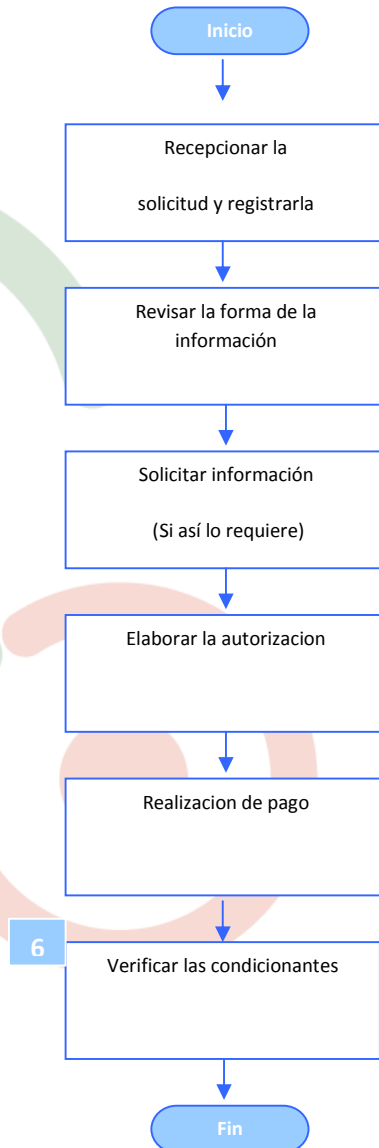 Inicio
Recepcionar la
solicitud y registrarla
Revisar la forma de la
información
Solicitar información
(Si así lo requiere)
Elaborar la autorizacion
Realizacion de pago
6
Verificar las condicionantes
Fin